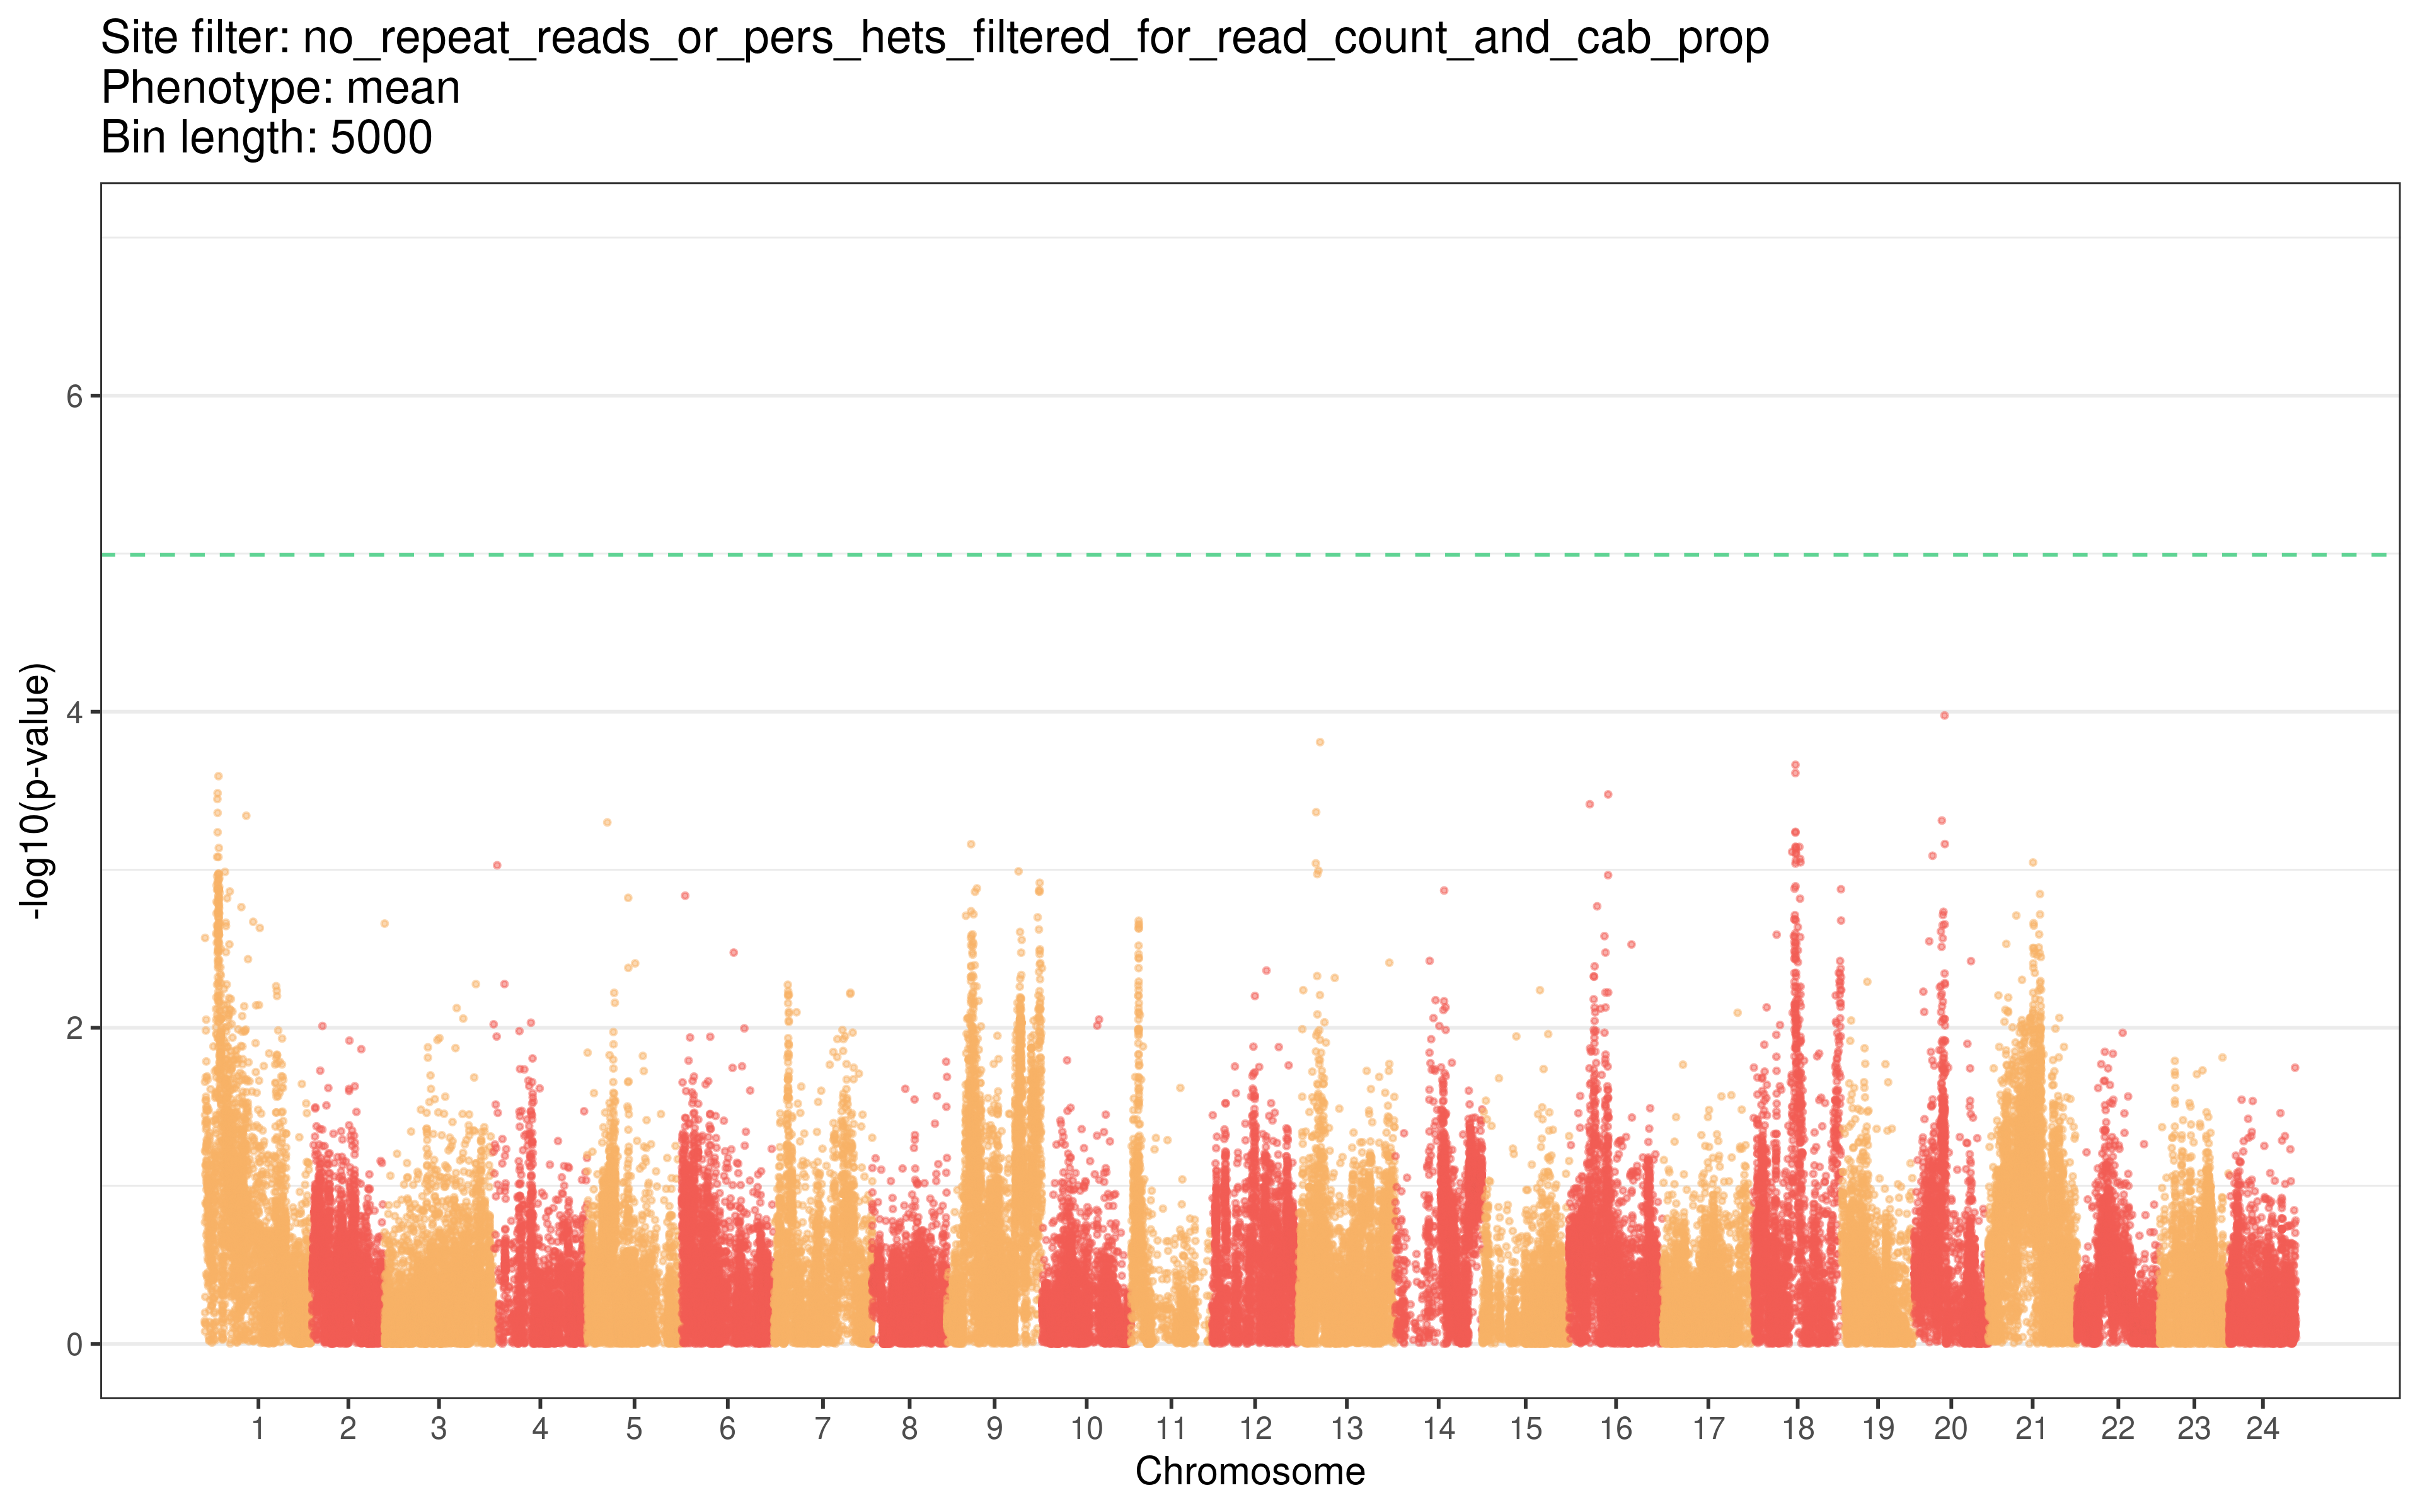 Site filter: no_repeat_reads_or_pers_hets_filtered_for_read_count_and_cab_prop
Phenotype: mean
Bin length: 5000
6
4
2
0
-log10(p-value)
1 2 3 4 5 6 7 8 9 10 11 12 13 14 15 16 17 18 19 20 21 22 23 24
Chromosome